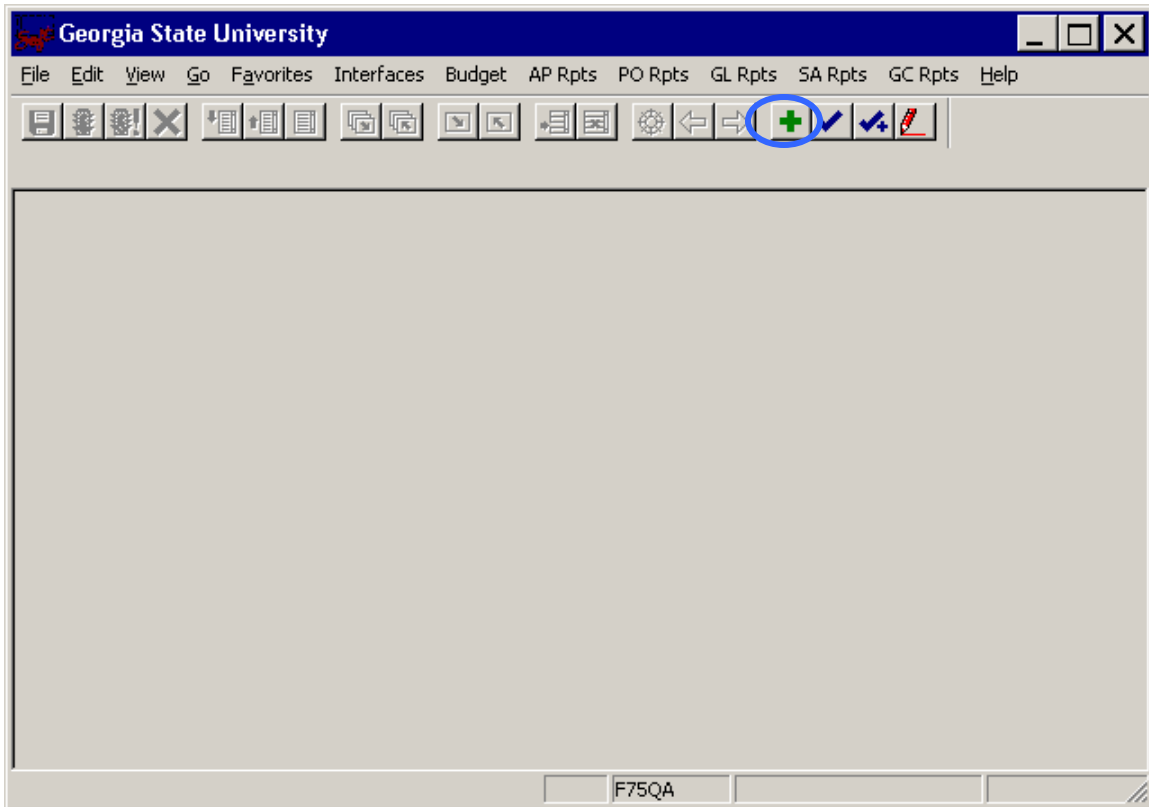 Georgia State University
File Edit View Go Favorites Interfaces Budget AP Rpts PO Rpts GL Rpts SA Rpts GC Rpts Help
F75QA